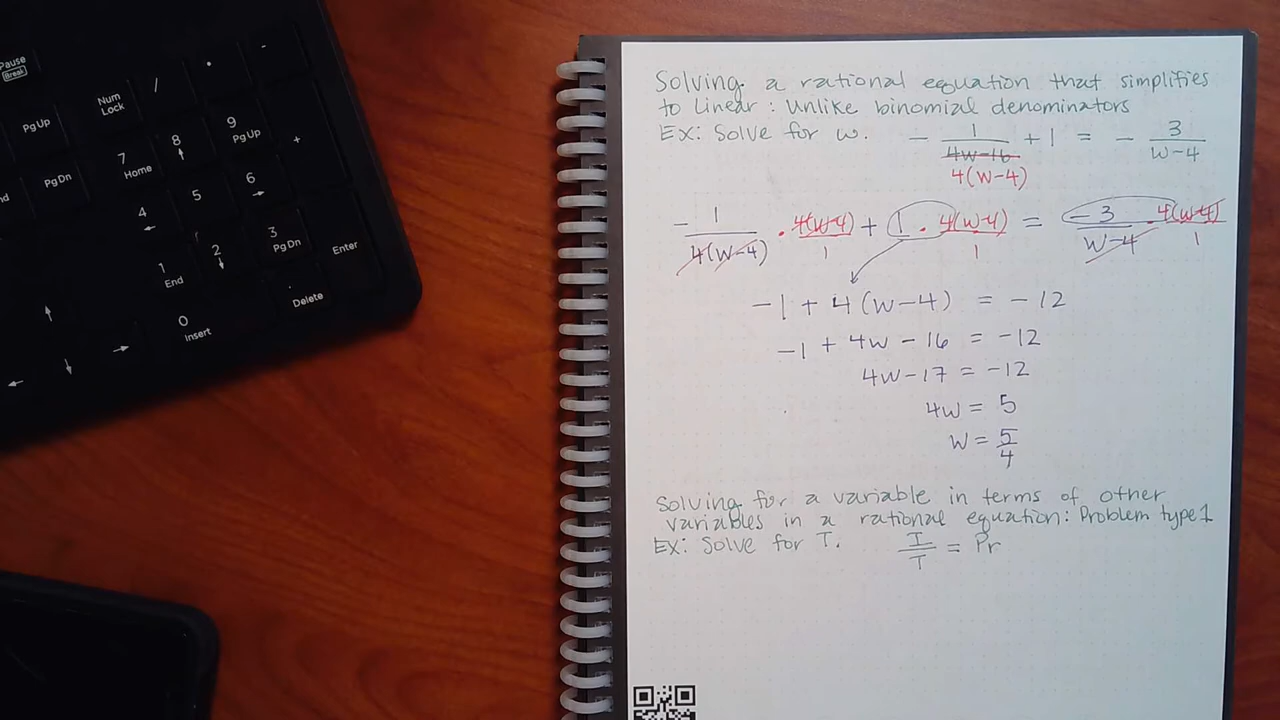 Pause
Break
PgUp
Num
Lock
/
.
-
nd
PgDn
7
Home
8
9
PgUp
+
4
5
6
1
End
2
3
PgDn
Enter
0
Insert
.
Delete
Solving a rational equation that simplifies
to Linear: Unlike binomial denominators
EX: Solve for w. - 1/(4w-16) + 1 = - 3/(w-4)
4(w-4)
- 1/(4(w-4)) · 4(w-4)/1 + 1 · 4(w-4)/1 = -3/(w-4) · 4(w-4)/1
-1 + 4(w-4) = -12
-1 + 4w - 16 = -12
4w-17 = -12
4w = 5
w = 5/4
Solving for a variable in terms of other
variables in a rational equation: Problem type 1
EX: Solve for T. I/T = Pr